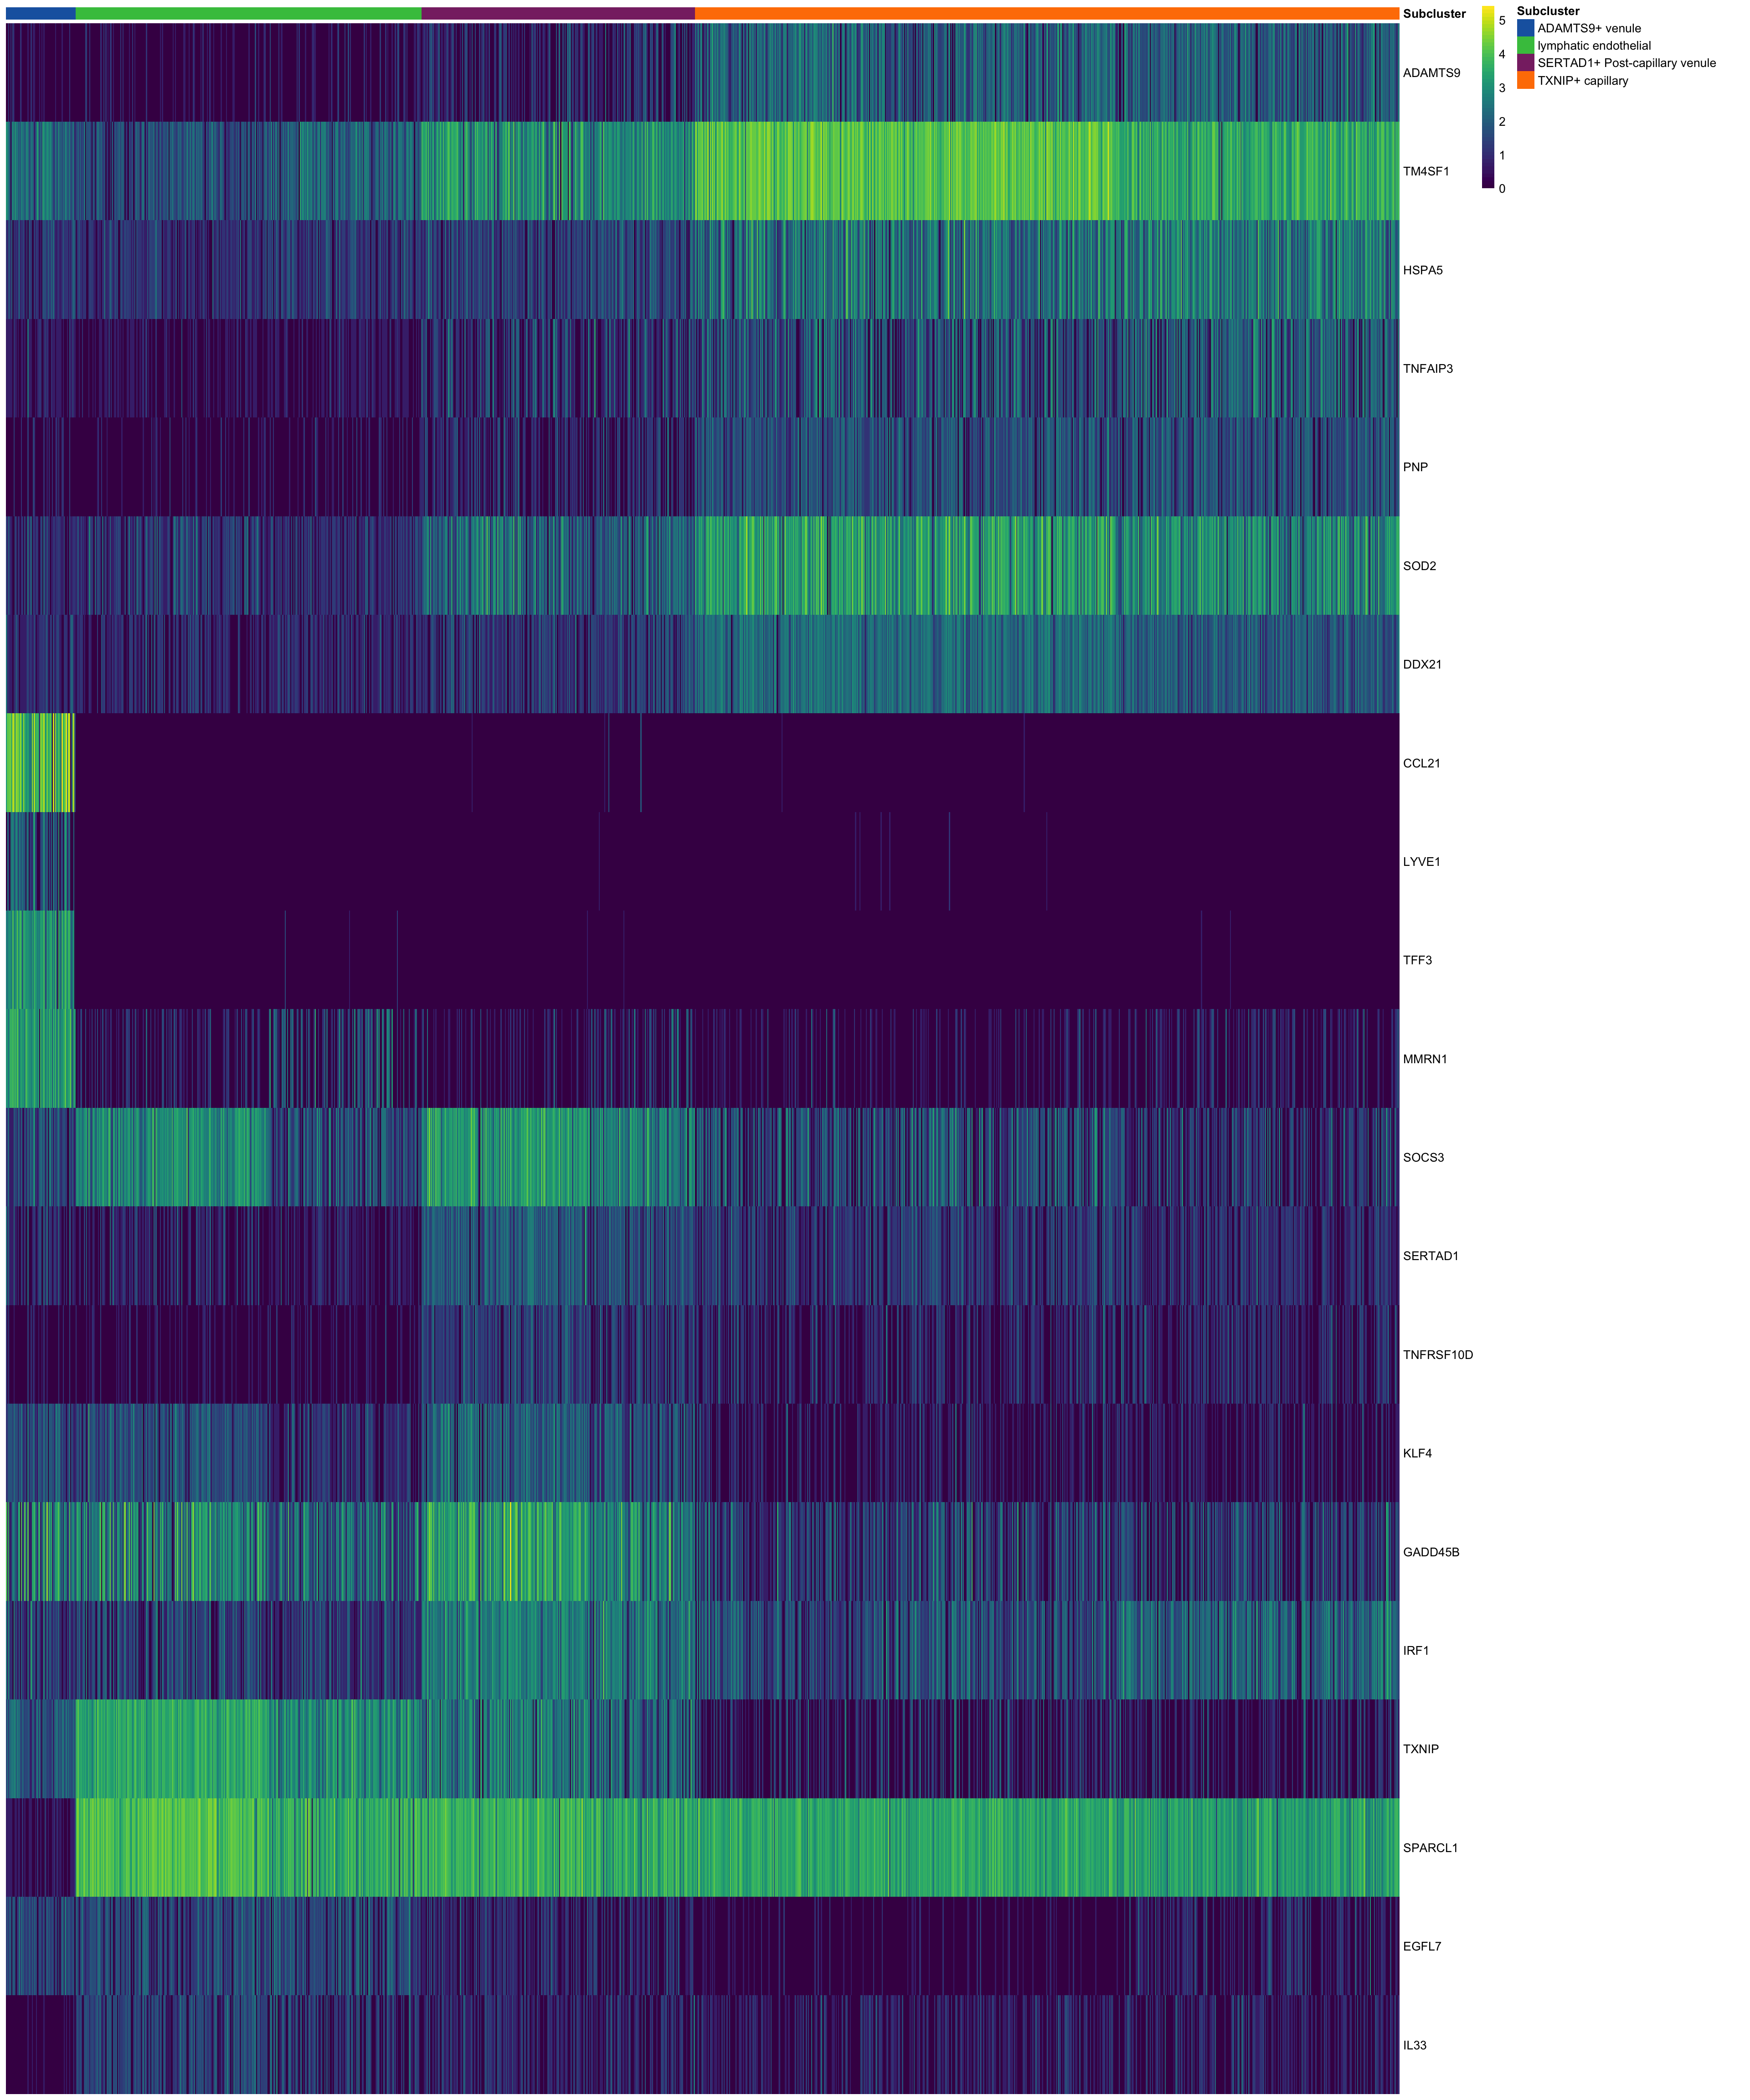 Subcluster
5
4
3
2
1
0
Subcluster
ADAMTS9+ venule
lymphatic endothelial
SERTAD1+ Post-capillary venule
TXNIP+ capillary
ADAMTS9
TM4SF1
HSPA5
TNFAIP3
PNP
SOD2
DDX21
CCL21
LYVE1
TFF3
MMRN1
SOCS3
SERTAD1
TNFRSF10D
KLF4
GADD45B
IRF1
TXNIP
SPARCL1
EGFL7
IL33